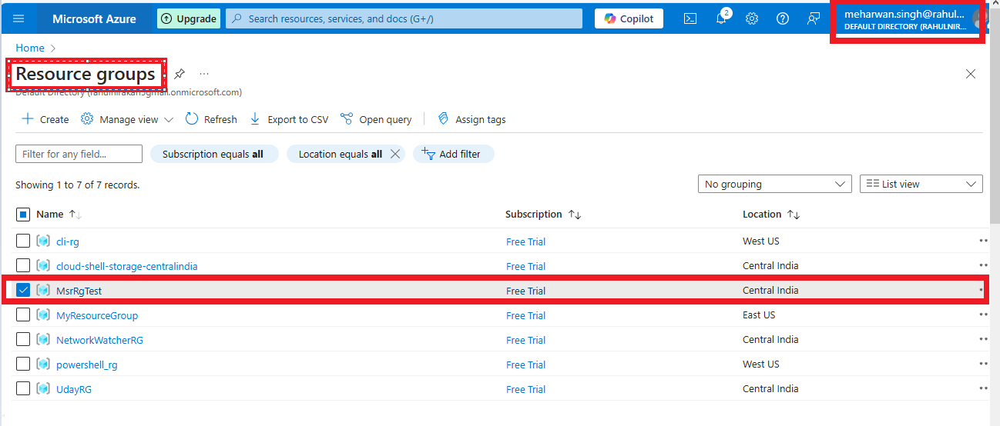 Microsoft Azure Upgrade Search resources, services, and docs (G+/) Copilot 2 meharwan.singh@rahul...
DEFAULT DIRECTORY (RAHULNIR...
Home
Resource groups ...
Default Directory
Create Manage view Refresh Export to CSV Open query Assign tags
Filter for any field... Subscription equals all Location equals all Add filter
Showing 1 to 7 of 7 records. No grouping List view
Name Subscription Location
cli-rg Free Trial West US
cloud-shell-storage-centralindia Free Trial Central India
MsrRgTest Free Trial Central India
MyResourceGroup Free Trial East US
NetworkWatcherRG Free Trial Central India
powershell_rg Free Trial West US
UdayRG Free Trial Central India